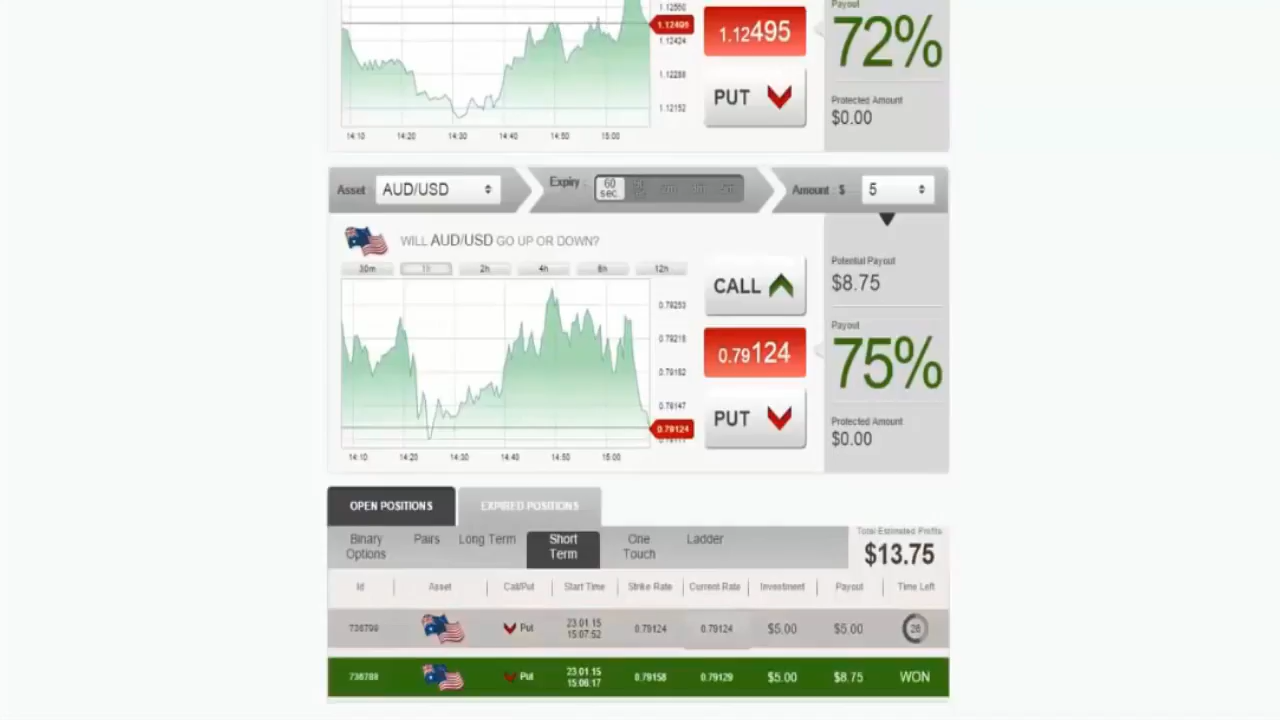 Payout
1.12560
1.12495
1.12495
72%
1.12424
1.12288
PUT
Protected Amount
$0.00
1.12152
14:10 14:20 14:30 14:40 14:50 15:00
Asset AUD/USD Expiry : 60 sec Amount : $ 5
WILL AUD/USD GO UP OR DOWN?
30m 1h 2h 4h 6h 12h
CALL
Potential Payout
$8.75
0.79253
0.79218
0.79124
Payout
75%
0.79182
0.79147
PUT
0.79124
Protected Amount
$0.00
14:10 14:20 14:30 14:40 14:50 15:00
OPEN POSITIONS EXPIRED POSITIONS
Binary Options Pairs Long Term Short Term One Touch Ladder
Total Estimated Profits
$13.75
Id Asset Call/Put Start Time Strike Rate Current Rate Investment Payout Time Left
Put 23.01.15 15:07:52 0.79124 0.79124 $5.00 $5.00 26
Put 23.01.15 0.79158 0.79129 $5.00 $8.75 WON